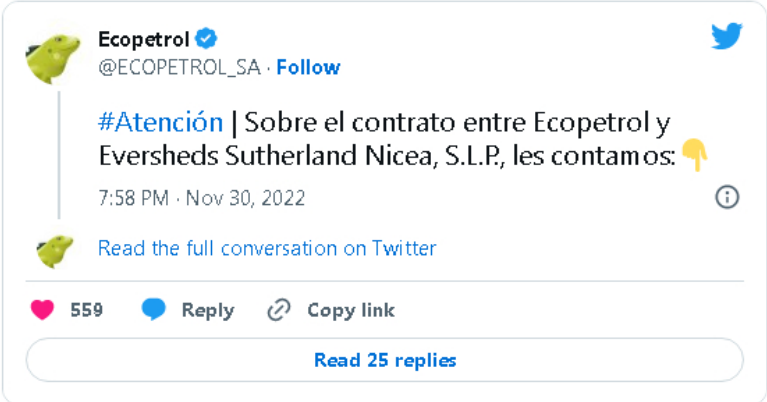 Ecopetrol
@ECOPETROL_SA · Follow
#Atención | Sobre el contrato entre Ecopetrol y
Eversheds Sutherland Nicea, S.L.P., les contamos:👇
7:58 PM · Nov 30, 2022
Read the full conversation on Twitter
559 Reply Copy link
Read 25 replies